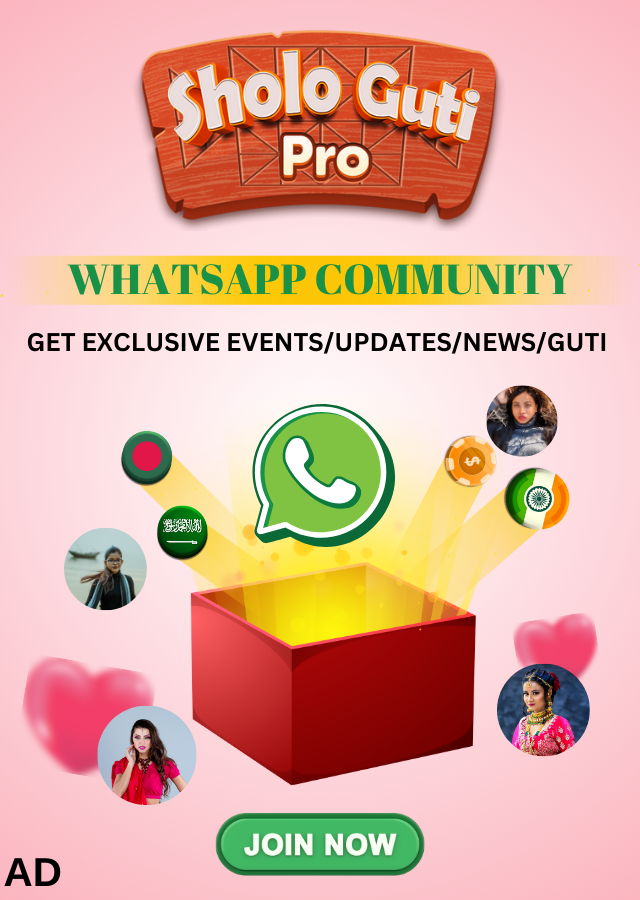 Sholo Guti
Pro
WHATSAPP COMMUNITY
GET EXCLUSIVE EVENTS/UPDATES/NEWS/GUTI
$
JOIN NOW
AD